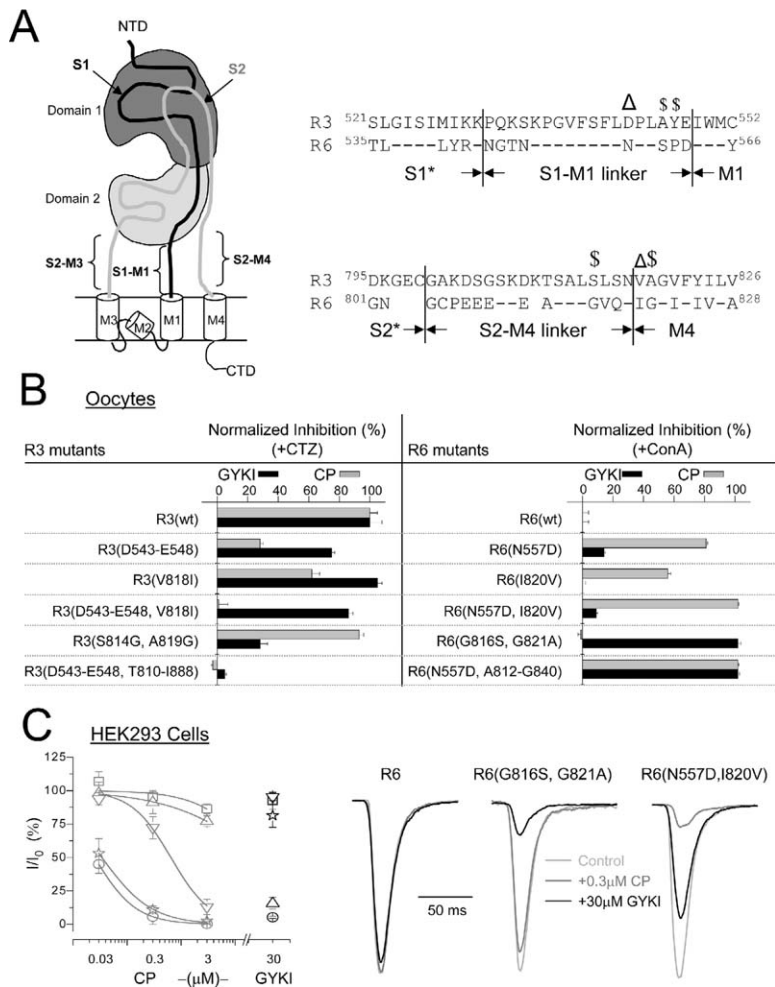 A
NTD
S1
S2
Domain 1
Domain 2
S2-M3
S1-M1
S2-M4
M3
M2
M1
M4
CTD
Δ $$
R3 521SLGISIMIKKPQKSKPGVFSFLDPLAYEIWMC552
R6 535TL----LYR-NGTN---------N--SPD---Y566
S1* S1-M1 linker M1
$ Δ$
R3 795DKGECGAKDSGSKDKTSALSLSNVAGVFYILV826
R6 801GN GCPEEE--E A---GVQ-IG-I-IV-A828
S2* S2-M4 linker M4
B Oocytes
R3 mutants
Normalized Inhibition (%)
(+CTZ)
R6 mutants
Normalized Inhibition (%)
(+ConA)
GYKI CP
GYKI CP
0 20 40 60 80 100
0 20 40 60 80 100
R3(wt)
R6(wt)
R3(D543-E548)
R6(N557D)
R3(V818I)
R6(I820V)
R3(D543-E548, V818I)
R6(N557D, I820V)
R3(S814G, A819G)
R6(G816S, G821A)
R3(D543-E548, T810-I888)
R6(N557D, A812-G840)
C HEK293 Cells
I/I0 (%)
125
100
75
50
25
0
0.03 0.3 3 30
CP –(μM)– GYKI
R6
R6(G816S, G821A)
R6(N557D,I820V)
Control
+0.3μM CP
+30μM GYKI
50 ms